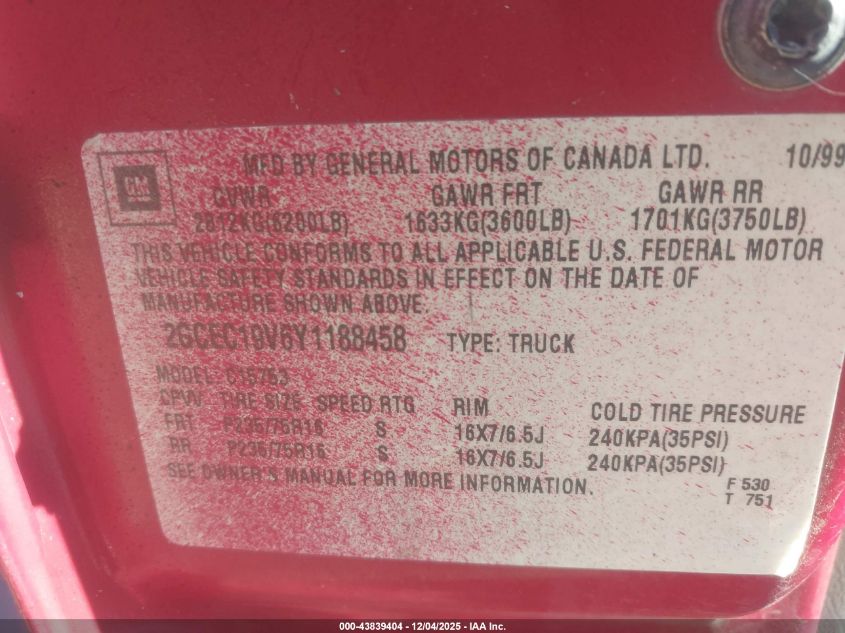 MFD BY GENERAL MOTORS OF CANADA LTD. 10/99
GM
GVWR GAWR FRT GAWR RR
2812KG(6200LB) 1633KG(3600LB) 1701KG(3750LB)
THIS VEHICLE CONFORMS TO ALL APPLICABLE U.S. FEDERAL MOTOR
VEHICLE SAFETY STANDARDS IN EFFECT ON THE DATE OF
MANUFACTURE SHOWN ABOVE.
2GCEC19V6Y1188458 TYPE: TRUCK
MODEL: C15753
GPVW TIRE SIZE SPEED RTG RIM COLD TIRE PRESSURE
FRT P235/75R16 S 16X7/6.5J 240KPA(35PSI)
RR P235/75R16 S 16X7/6.5J 240KPA(35PSI)
SEE OWNER'S MANUAL FOR MORE INFORMATION.
F 530
T 751
000-43839404 - 12/04/2025 - IAA Inc.